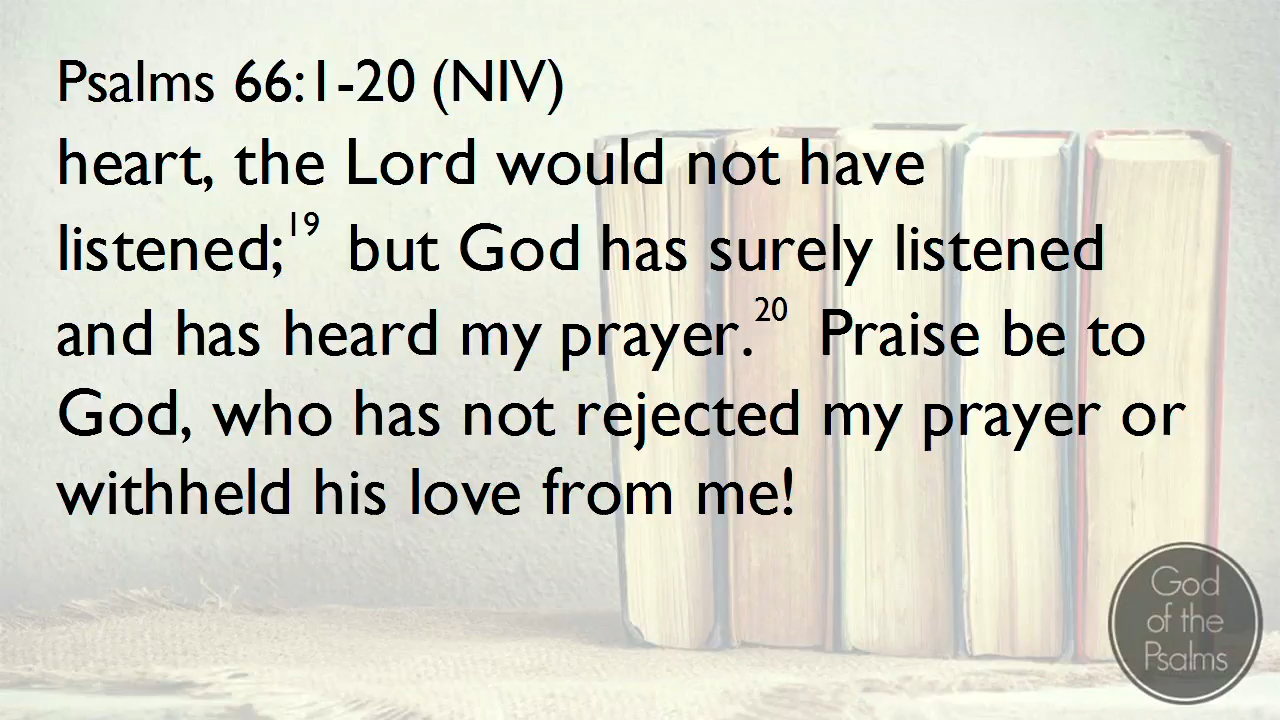 Psalms 66:1-20 (NIV)
heart, the Lord would not have
listened;19 but God has surely listened
and has heard my prayer.20 Praise be to
God, who has not rejected my prayer or
withheld his love from me!
God
of the
Psalms